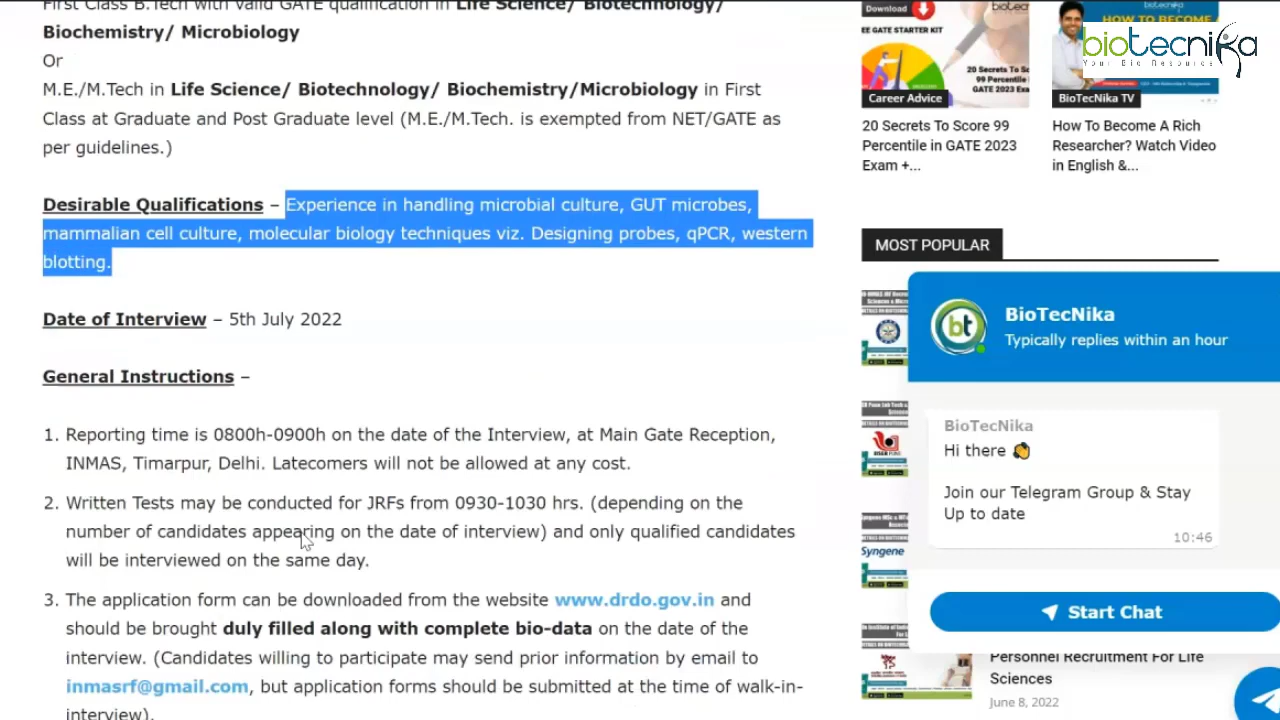 First Class B.Tech with valid GATE qualification in Life Science/ Biotechnology/
Biochemistry/ Microbiology
Or
M.E./M.Tech in Life Science/ Biotechnology/ Biochemistry/Microbiology in First
Class at Graduate and Post Graduate level (M.E./M.Tech. is exempted from NET/GATE as
per guidelines.)
Desirable Qualifications – Experience in handling microbial culture, GUT microbes,
mammalian cell culture, molecular biology techniques viz. Designing probes, qPCR, western
blotting.
Date of Interview – 5th July 2022
General Instructions –
1. Reporting time is 0800h-0900h on the date of the Interview, at Main Gate Reception,
INMAS, Timarpur, Delhi. Latecomers will not be allowed at any cost.
2. Written Tests may be conducted for JRFs from 0930-1030 hrs. (depending on the
number of candidates appearing on the date of interview) and only qualified candidates
will be interviewed on the same day.
3. The application form can be downloaded from the website www.drdo.gov.in and
should be brought duly filled along with complete bio-data on the date of the
interview. (Candidates willing to participate may send prior information by email to
, but application forms should be submitted at the time of walk-in-
interview).
Download
EE GATE STARTER KIT
20 Secrets To Sc
99 Percentile
GATE 2023 Exa
Career Advice
20 Secrets To Score 99
Percentile in GATE 2023
Exam +...
biotecnika
HOW TO BECOME
BioTecNika TV
How To Become A Rich
Researcher? Watch Video
in English &...
biotecnika
Your Bio Resource
MOST POPULAR
bt
BioTecNika
Typically replies within an hour
BioTecNika
Hi there
Join our Telegram Group & Stay
Up to date
10:46
Start Chat
Syngene
Personnel Recruitment For Life
Sciences
June 8, 2022